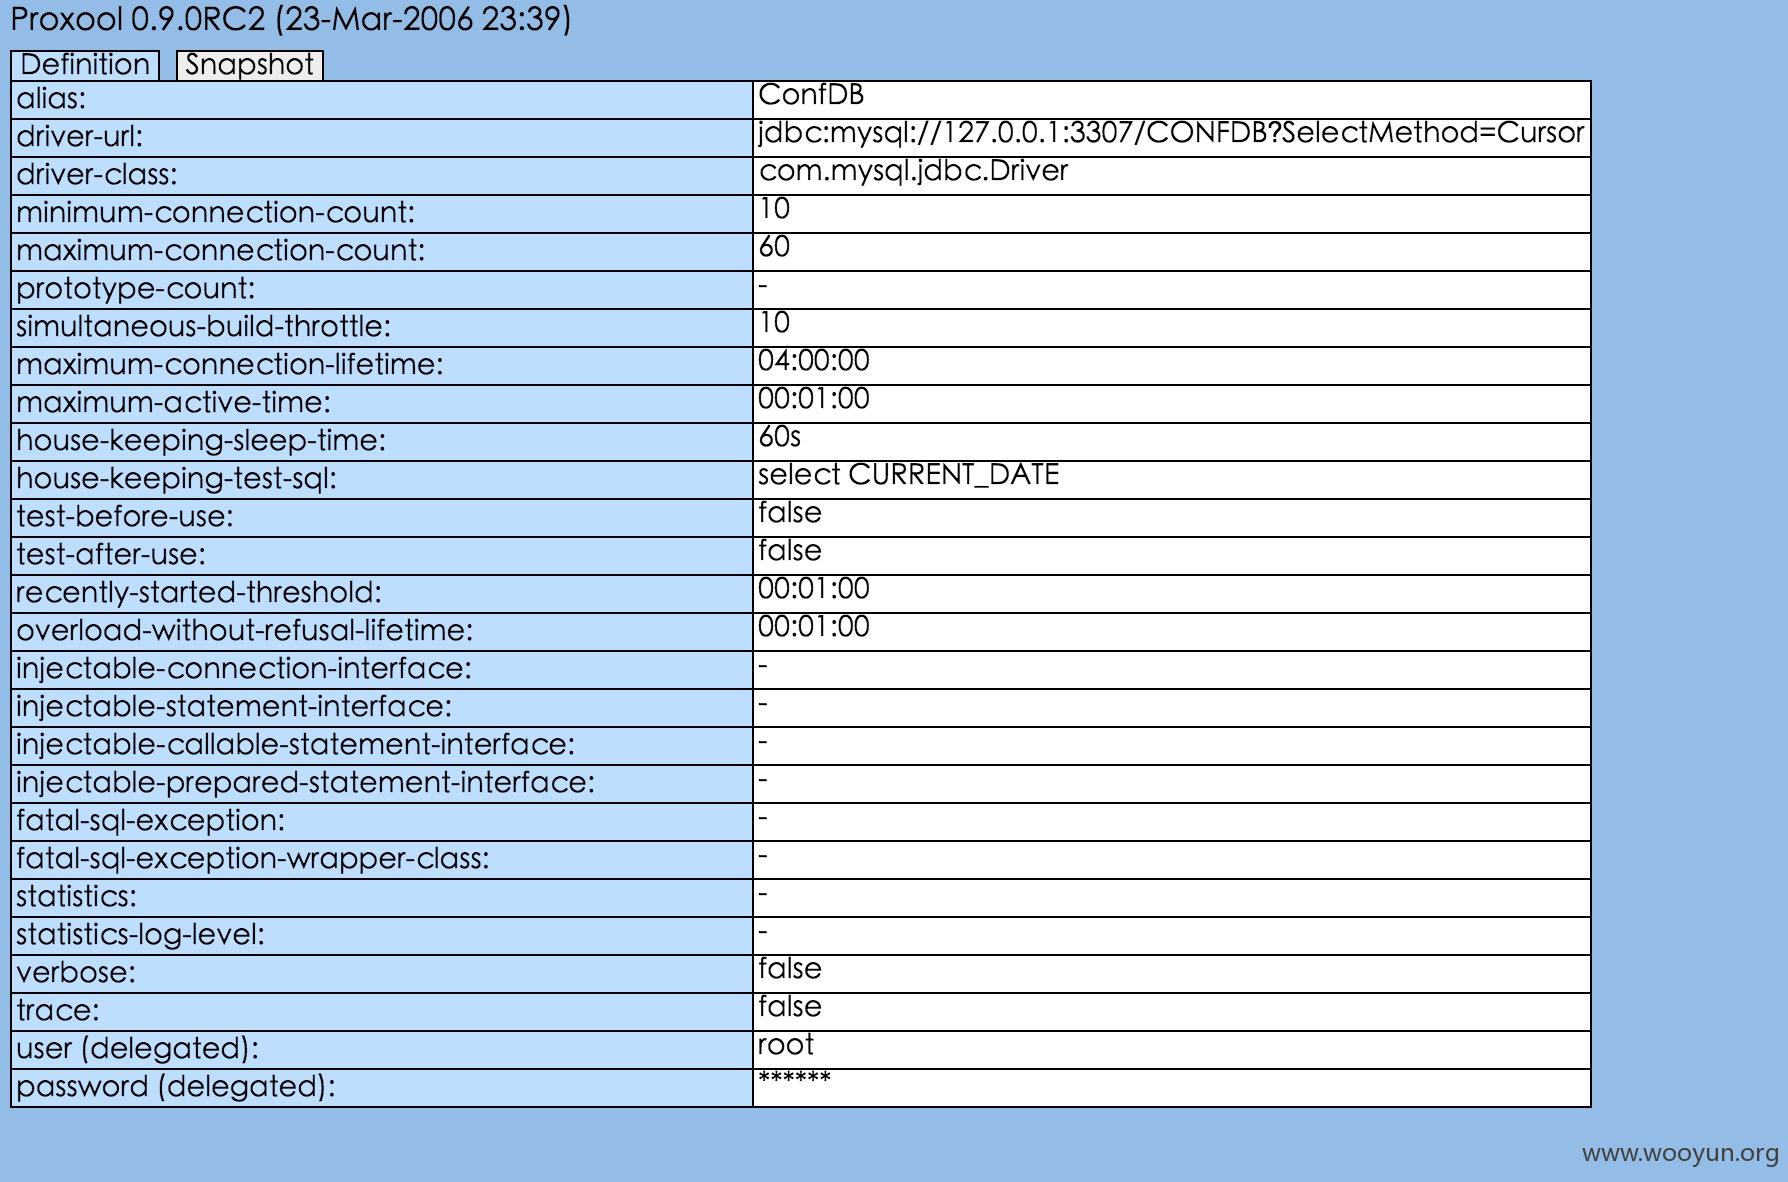 Proxool 0.9.0RC2 (23-Mar-2006 23:39)
Definition Snapshot
alias: ConfDB
driver-url: jdbc:mysql://127.0.0.1:3307/CONFDB?SelectMethod=Cursor
driver-class: com.mysql.jdbc.Driver
minimum-connection-count: 10
maximum-connection-count: 60
prototype-count: -
simultaneous-build-throttle: 10
maximum-connection-lifetime: 04:00:00
maximum-active-time: 00:01:00
house-keeping-sleep-time: 60s
house-keeping-test-sql: select CURRENT_DATE
test-before-use: false
test-after-use: false
recently-started-threshold: 00:01:00
overload-without-refusal-lifetime: 00:01:00
injectable-connection-interface: -
injectable-statement-interface: -
injectable-callable-statement-interface: -
injectable-prepared-statement-interface: -
fatal-sql-exception: -
fatal-sql-exception-wrapper-class: -
statistics: -
statistics-log-level: -
verbose: false
trace: false
user (delegated): root
password (delegated): ******
www.wooyun.org